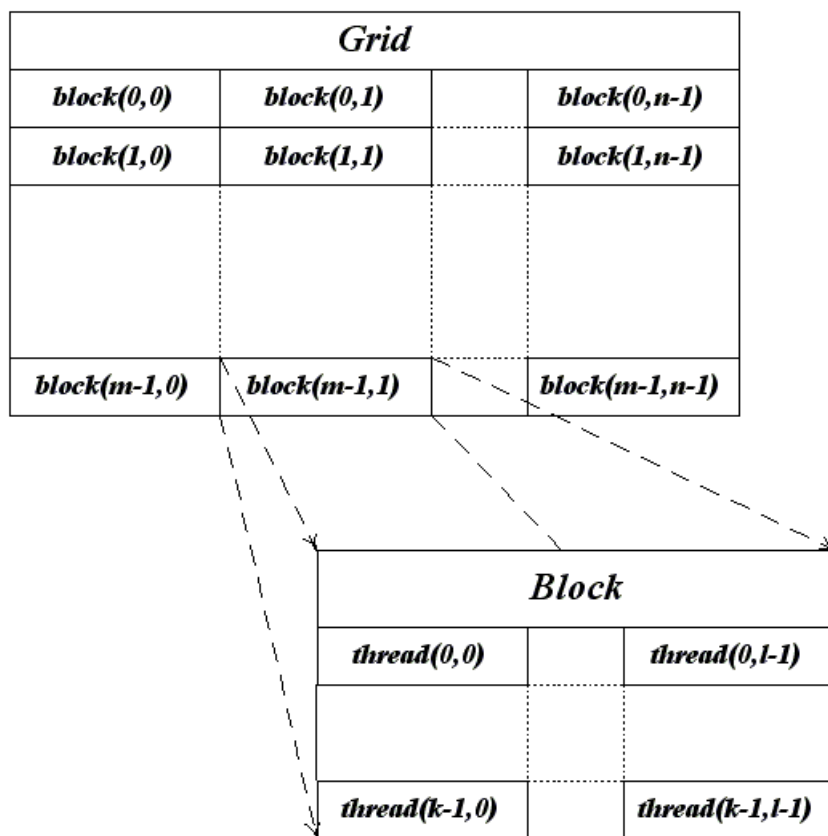 Grid
block(0,0) block(0,1) block(0,n-1)
block(1,0) block(1,1) block(1,n-1)
block(m-1,0) block(m-1,1) block(m-1,n-1)
Block
thread(0,0) thread(0,l-1)
thread(k-1,0) thread(k-1,l-1)